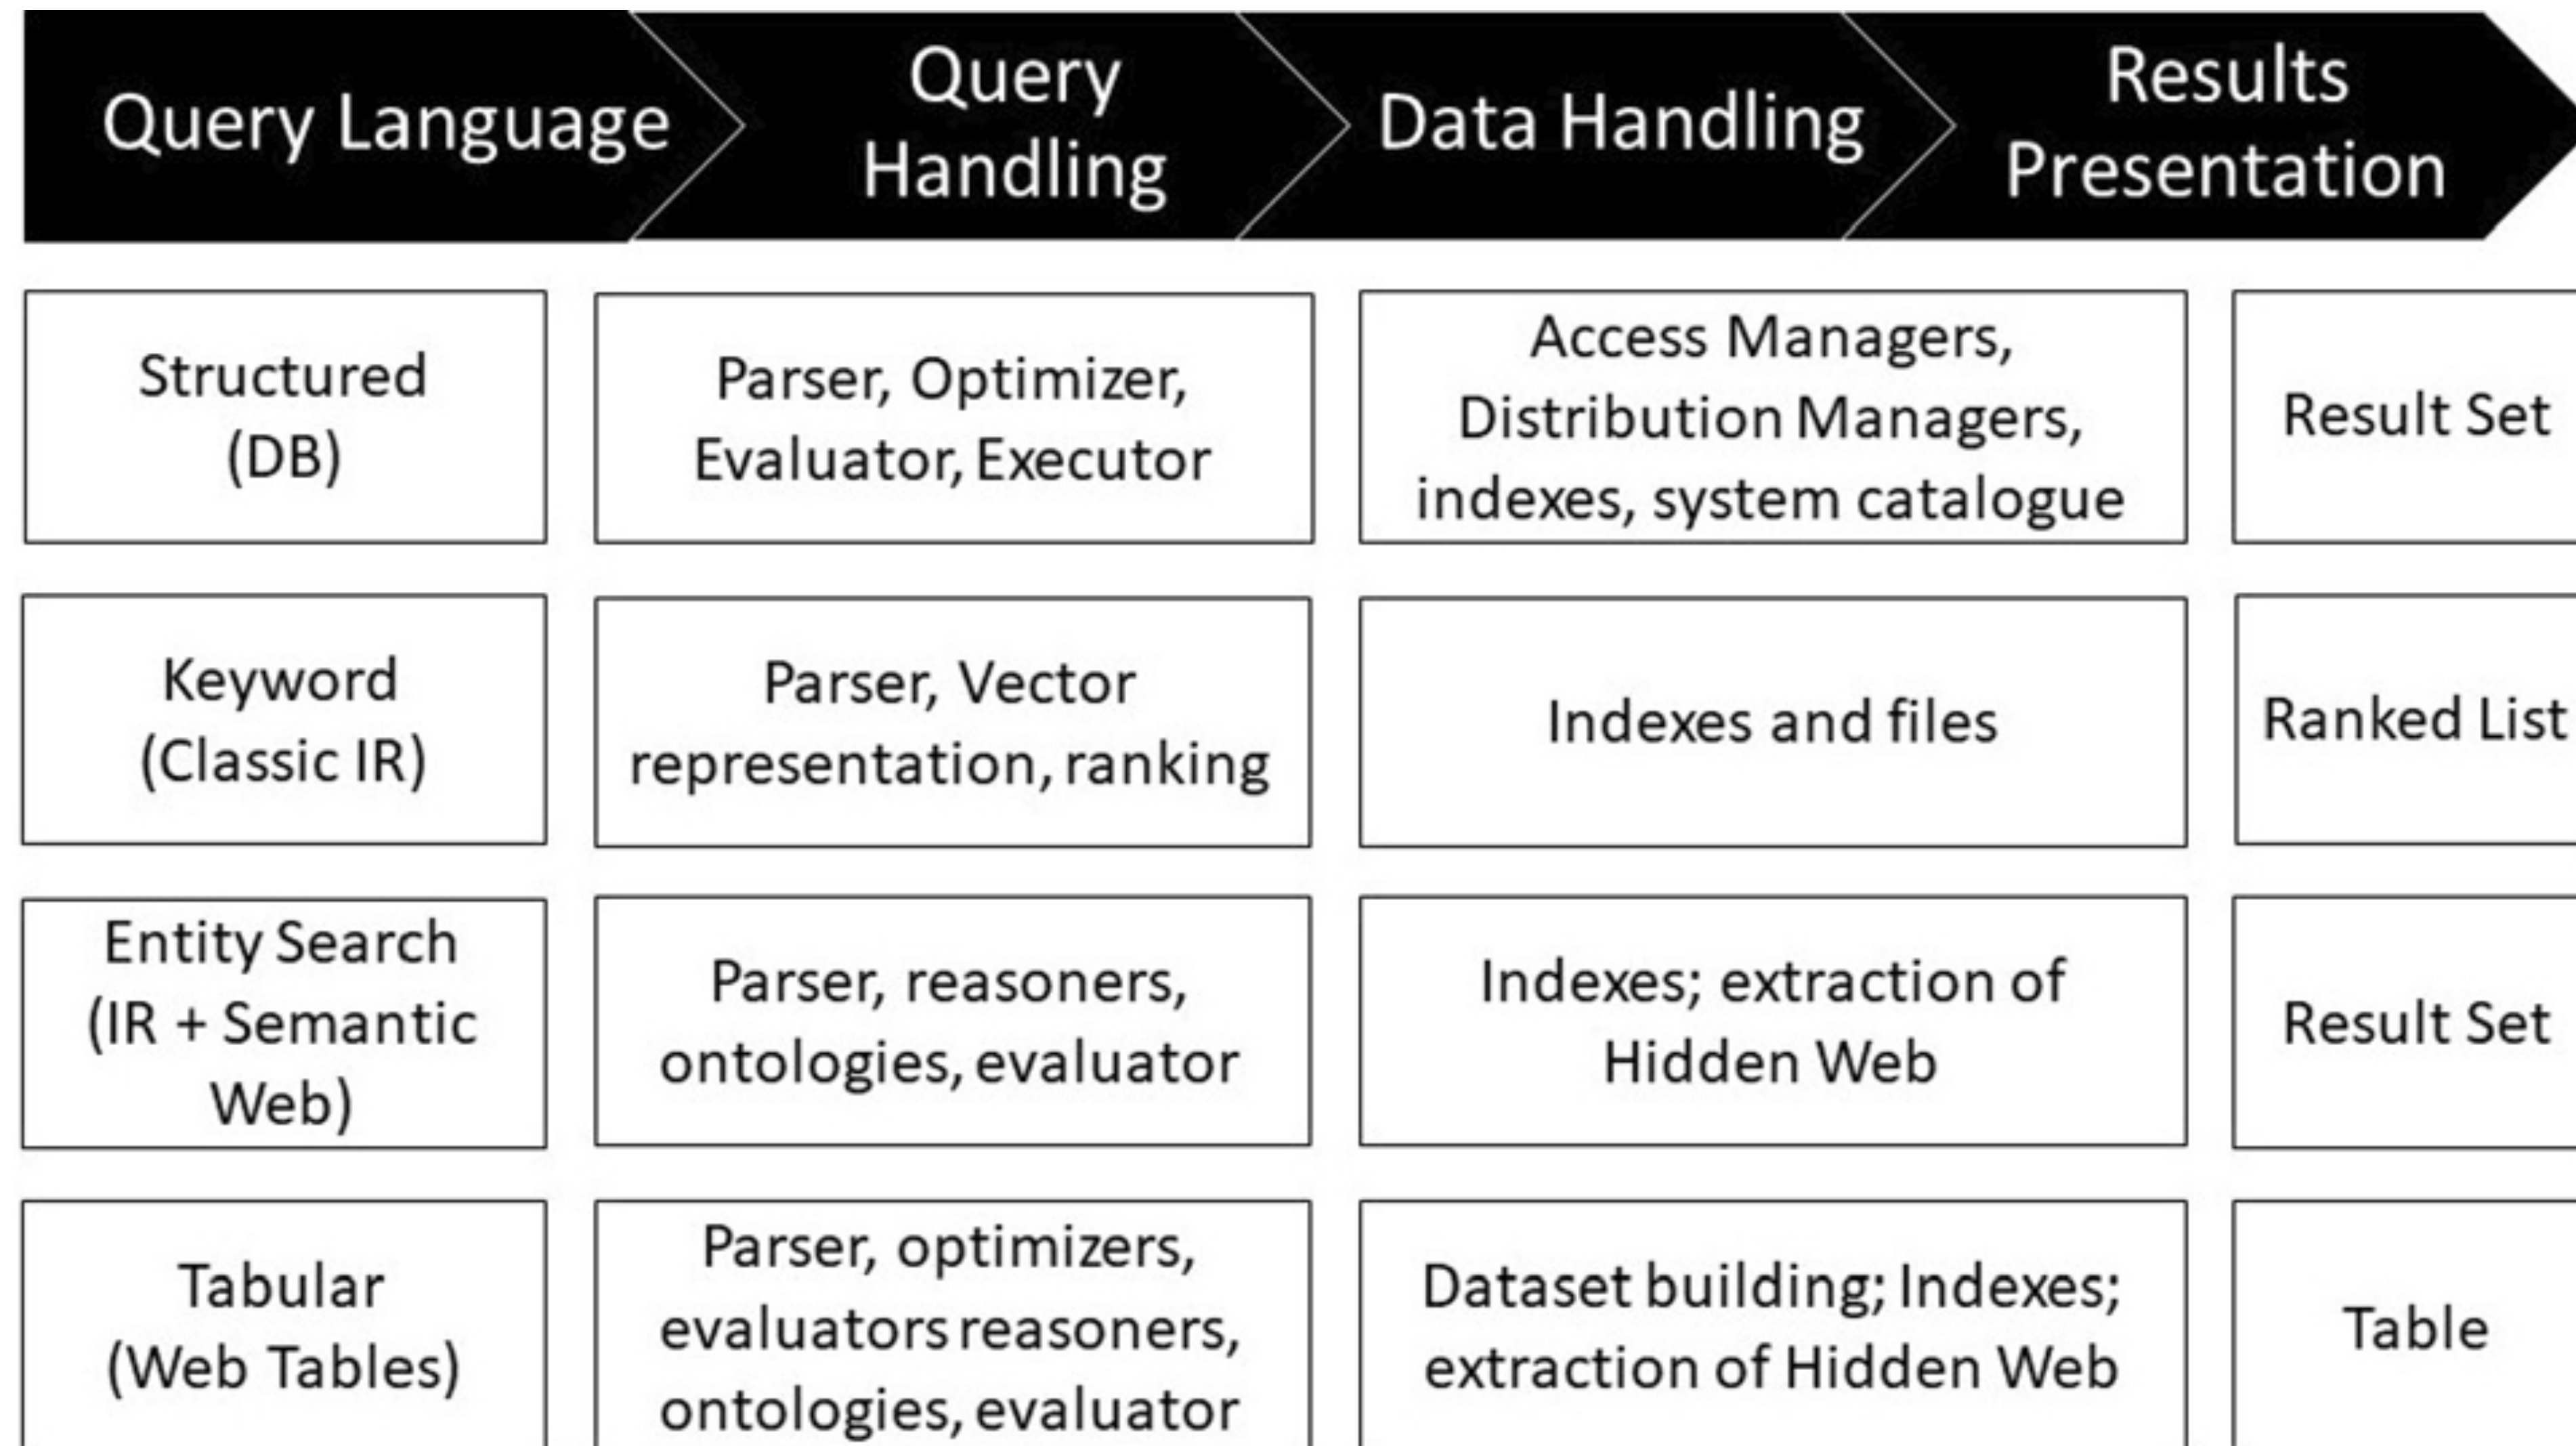 Query Language
Query
Handling
Data Handling
Results
Presentation
Structured
(DB)
Parser, Optimizer,
Evaluator, Executor
Access Managers,
Distribution Managers,
indexes, system catalogue
Result Set
Keyword
(Classic IR)
Parser, Vector
representation, ranking
Indexes and files
Ranked List
Entity Search
(IR + Semantic
Web)
Parser, reasoners,
ontologies, evaluator
Indexes; extraction of
Hidden Web
Result Set
Tabular
(Web Tables)
Parser, optimizers,
evaluators reasoners,
ontologies, evaluator
Dataset building; Indexes;
extraction of Hidden Web
Table